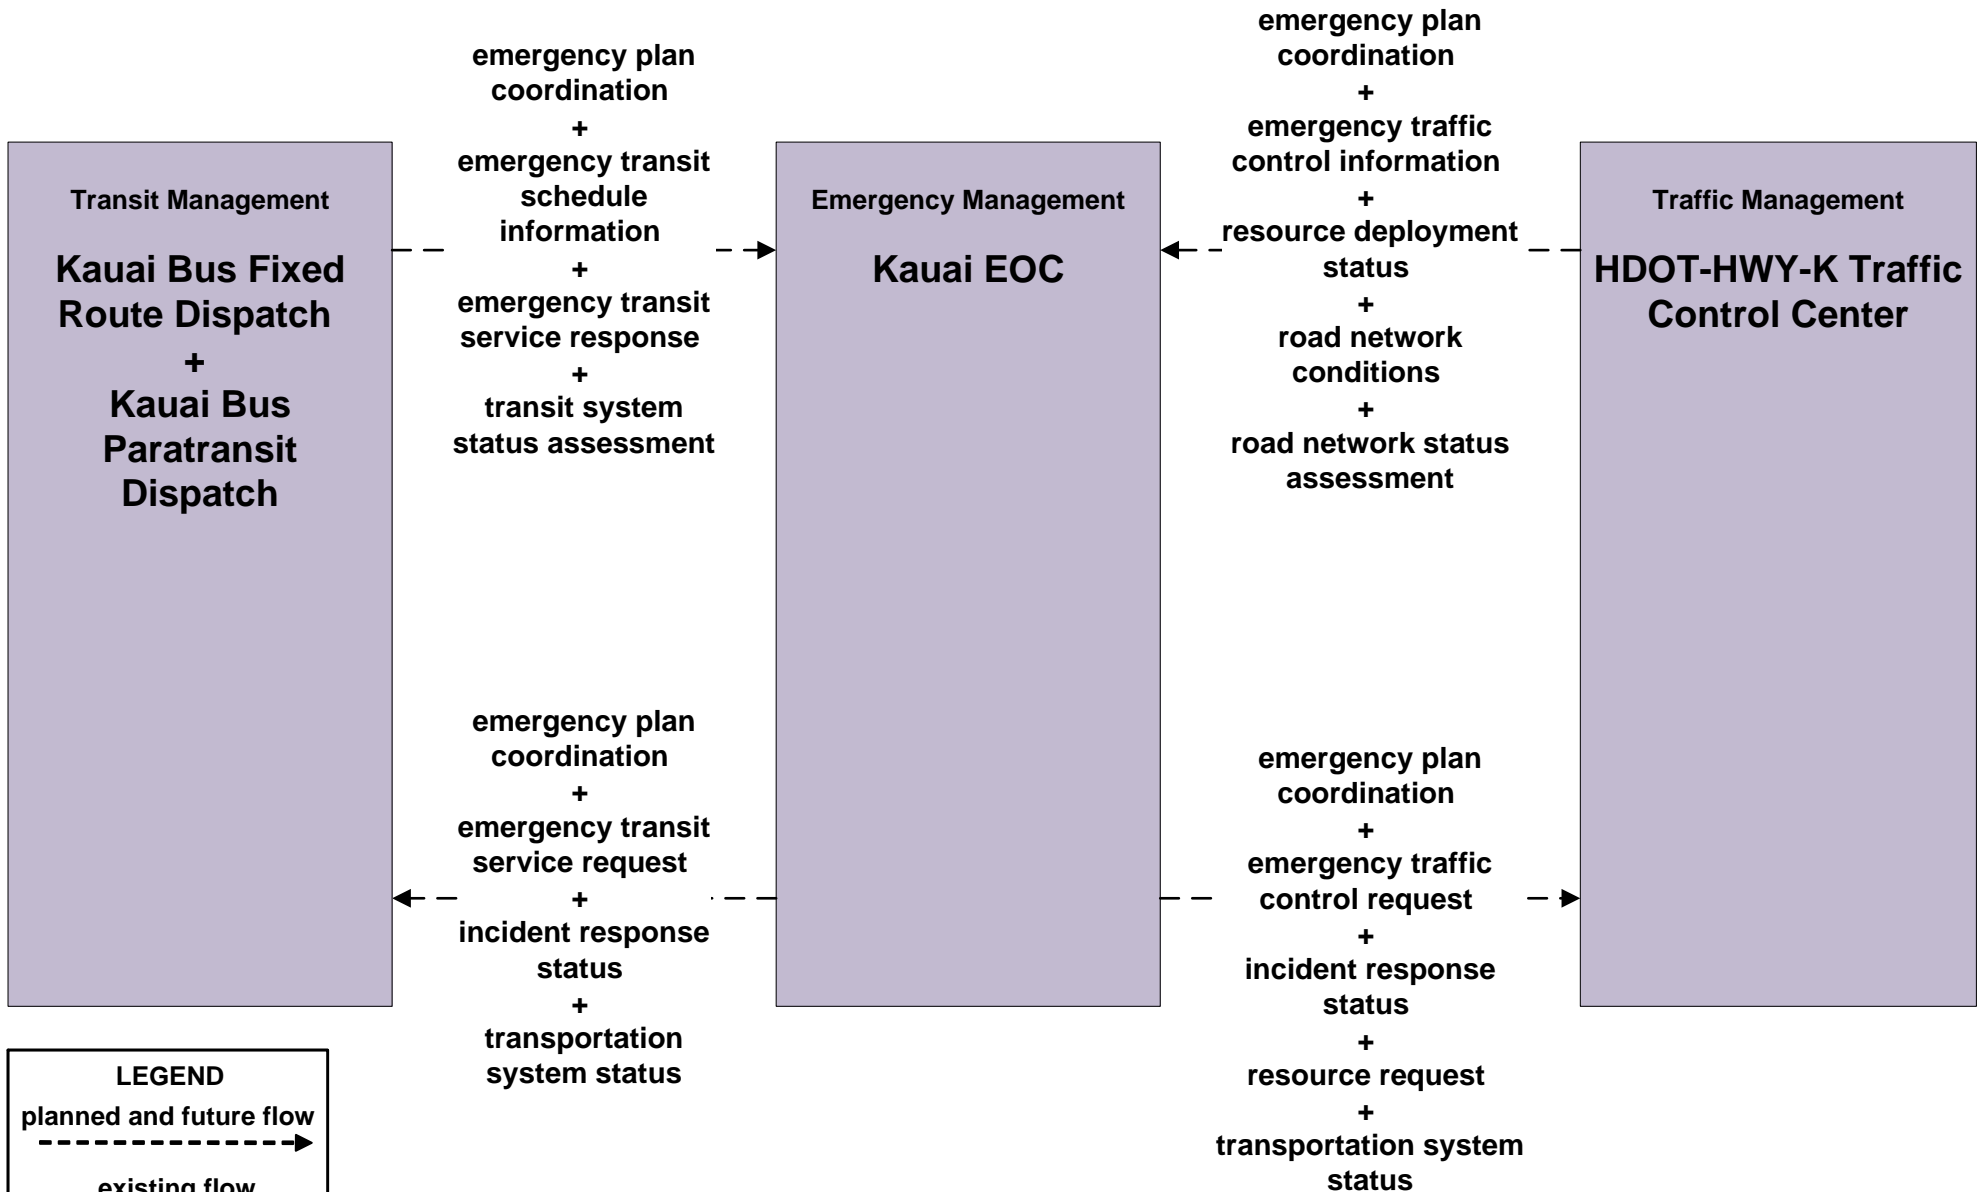 Transit Management
Kauai Bus Fixed
Route Dispatch
+
Kauai Bus
Paratransit
Dispatch
emergency plan
coordination
+
emergency transit
schedule
information
+
emergency transit
service response
+
transit system
status assessment
emergency plan
coordination
+
emergency transit
service request
+
incident response
status
+
transportation
system status
Emergency Management
Kauai EOC
emergency plan
coordination
+
emergency traffic
control information
+
resource deployment
status
+
road network
conditions
+
road network status
assessment
emergency plan
coordination
+
emergency traffic
control request
+
incident response
status
+
resource request
+
transportation system
status
Traffic Management
HDOT-HWY-K Traffic
Control Center
LEGEND
planned and future flow
existing flow